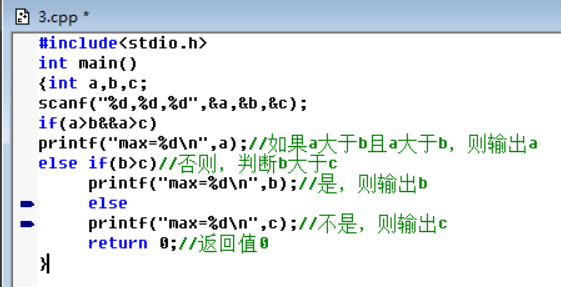 3.cpp *
#include<stdio.h>
int main()
{int a,b,c;
scanf("%d,%d,%d",&a,&b,&c);
if(a>b&&a>c)
printf("max=%d\n",a);//如果a大于b且a大于b，则输出a
else if(b>c)//否则，判断b大于c
printf("max=%d\n",b);//是，则输出b
else
printf("max=%d\n",c);//不是，则输出c
return 0;//返回值0
}